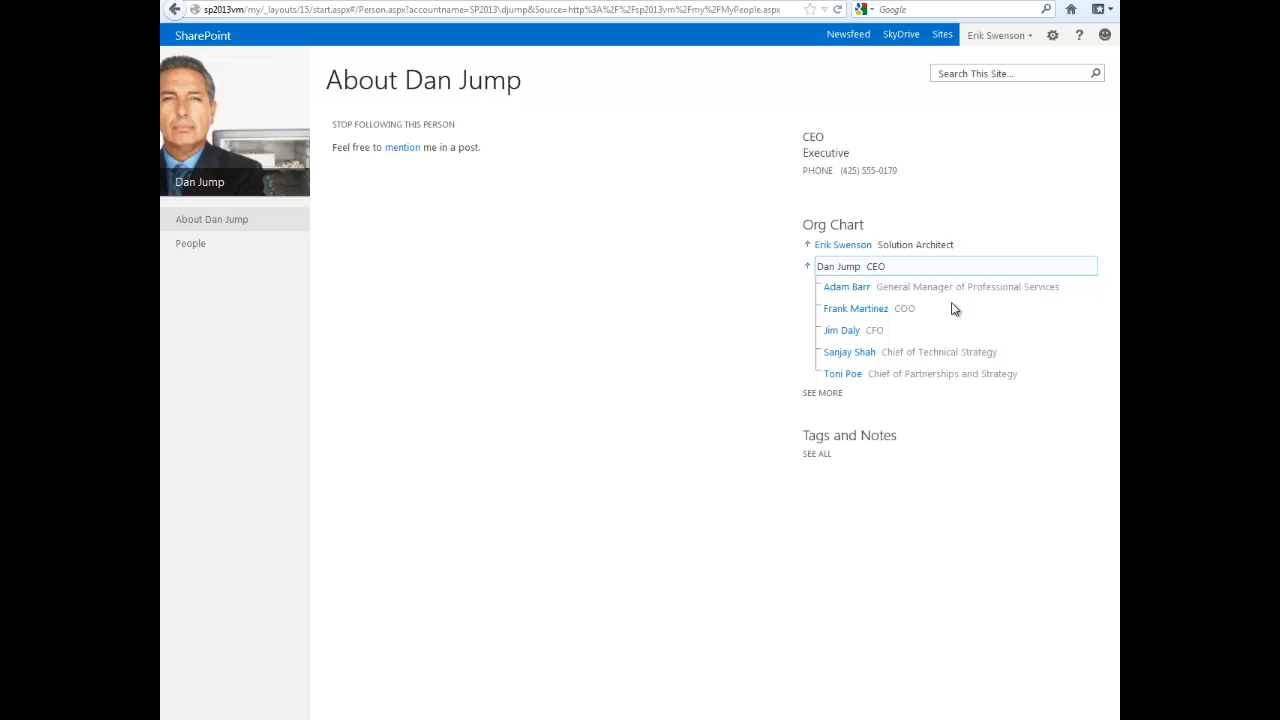 sp2013vm/my/_layouts/15/start.aspx#/Person.aspx?accountname=SP2013\djump&Source=http%3A%2F%2Fsp2013vm%2Fmy%2FMyPeople.aspx
Google
SharePoint
Newsfeed SkyDrive Sites Erik Swenson ?
About Dan Jump
Search This Site...
STOP FOLLOWING THIS PERSON
Feel free to mention me in a post.
Dan Jump
About Dan Jump
People
CEO
Executive
PHONE (425) 555-0179
Org Chart
Erik Swenson Solution Architect
Dan Jump CEO
Adam Barr General Manager of Professional Services
Frank Martinez COO
Jim Daly CFO
Sanjay Shah Chief of Technical Strategy
Toni Poe Chief of Partnerships and Strategy
SEE MORE
Tags and Notes
SEE ALL